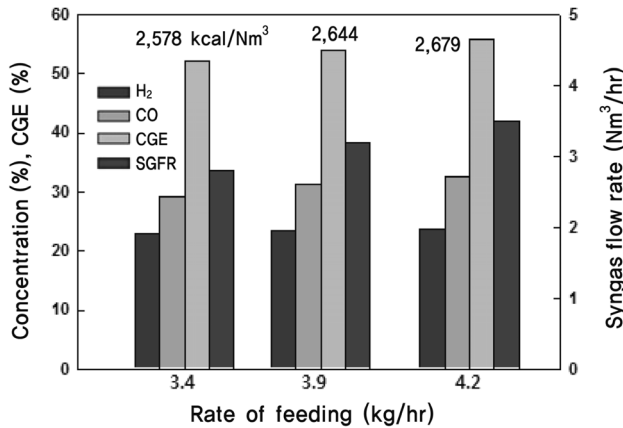 60
50
40
30
20
10
0
Concentration (%), CGE (%)
2,578 kcal/Nm³
2,644
2,679
H₂
CO
CGE
SGFR
5
4
3
2
1
0
Syngas flow rate (Nm³/hr)
3.4
3.9
4.2
Rate of feeding (kg/hr)